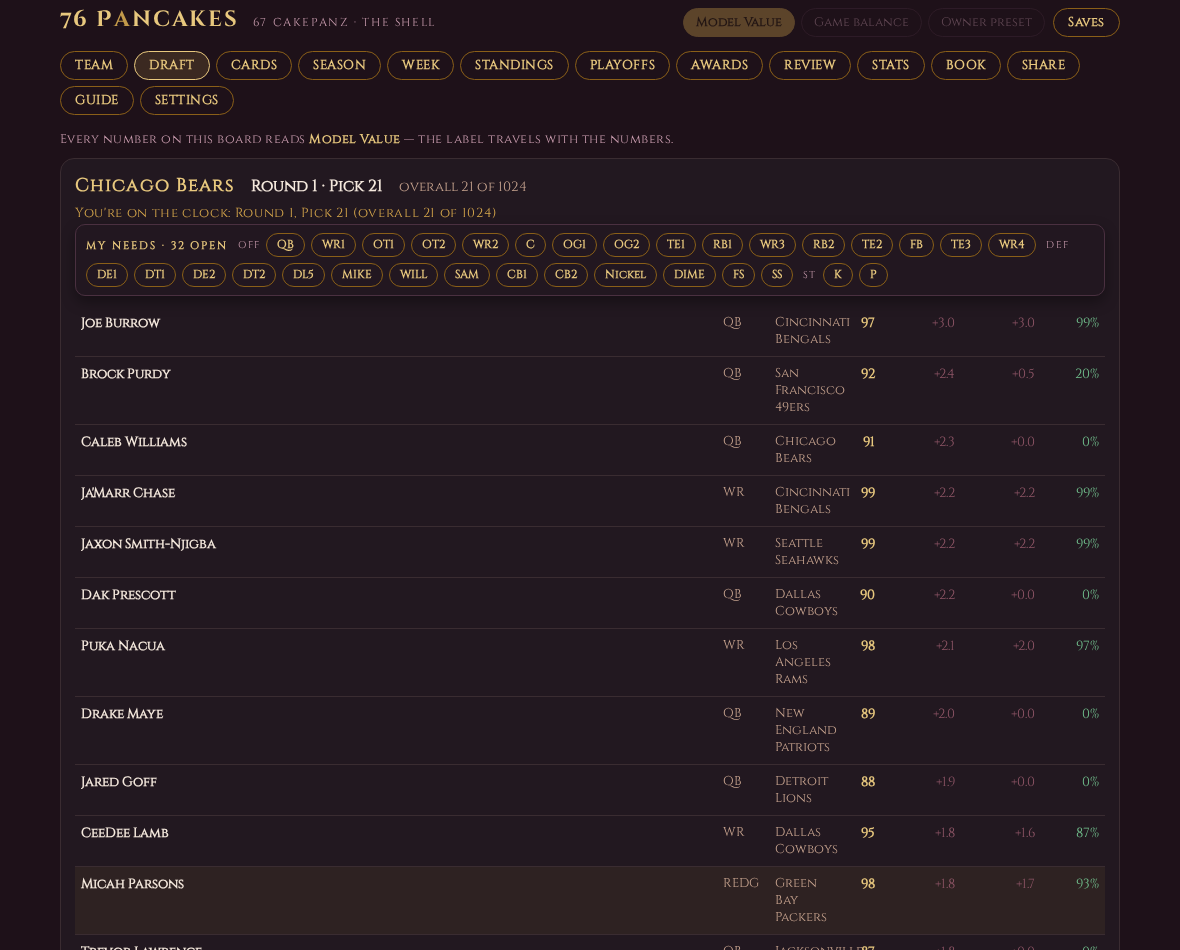 76 PANCAKES 67 CAKEPANZ · THE SHELL Model Value Game balance Owner preset Saves
TEAM DRAFT CARDS SEASON WEEK STANDINGS PLAYOFFS AWARDS REVIEW STATS BOOK SHARE
GUIDE SETTINGS
Every number on this board reads Model Value — the label travels with the numbers.
Chicago Bears Round 1 · Pick 21 overall 21 of 1024
You're on the clock: Round 1, Pick 21 (overall 21 of 1024)
MY NEEDS · 32 OPEN OFF QB WR1 OT1 OT2 WR2 C OG1 OG2 TE1 RB1 WR3 RB2 TE2 FB TE3 WR4 DEF
DE1 DT1 DE2 DT2 DL5 MIKE WILL SAM CB1 CB2 Nickel DIME FS SS ST K P
Joe Burrow QB Cincinnati 97 +3.0 +3.0 99%
Bengals
Brock Purdy QB San 92 +2.4 +0.5 20%
Francisco
49ers
Caleb Williams QB Chicago 91 +2.3 +0.0 0%
Bears
Ja'Marr Chase WR Cincinnati 99 +2.2 +2.2 99%
Bengals
Jaxon Smith-Njigba WR Seattle 99 +2.2 +2.2 99%
Seahawks
Dak Prescott QB Dallas 90 +2.2 +0.0 0%
Cowboys
Puka Nacua WR Los 98 +2.1 +2.0 97%
Angeles
Rams
Drake Maye QB New 89 +2.0 +0.0 0%
England
Patriots
Jared Goff QB Detroit 88 +1.9 +0.0 0%
Lions
CeeDee Lamb WR Dallas 95 +1.8 +1.6 87%
Cowboys
Micah Parsons REDG Green 98 +1.8 +1.7 93%
Bay
Packers
Trevor Lawrence QB Jacksonville 87 +1.8 +0.0 0%